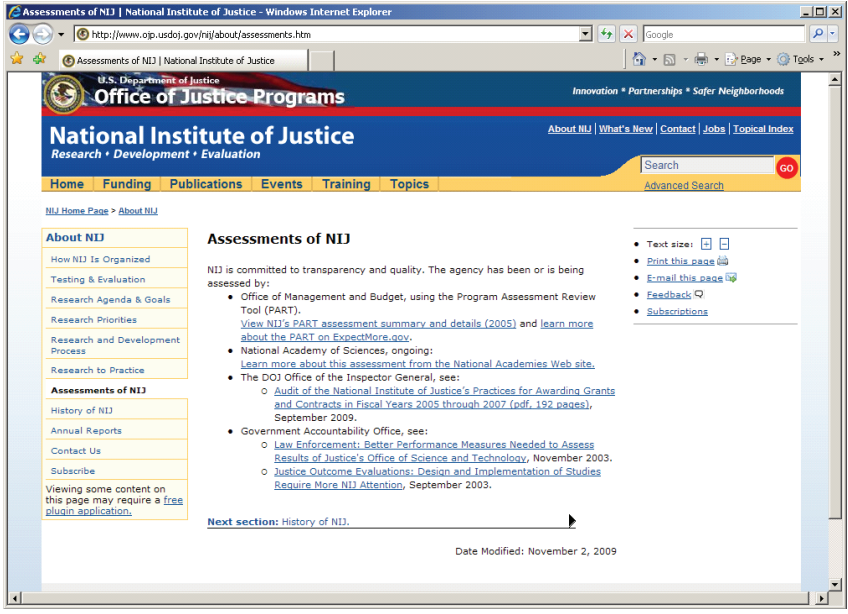 Assessments of NIJ | National Institute of Justice - Windows Internet Explorer
http://www.ojp.usdoj.gov/nij/about/assessments.htm
Google
Assessments of NIJ | National Institute of Justice
Page
Tools
»
U.S. Department of Justice
Office of Justice Programs
Innovation * Partnerships * Safer Neighborhoods
National Institute of Justice
Research • Development • Evaluation
About NIJ | What's New | Contact | Jobs | Topical Index
Search
GO
Advanced Search
Home Funding Publications Events Training Topics
NIJ Home Page > About NIJ
About NIJ
How NIJ Is Organized
Testing & Evaluation
Research Agenda & Goals
Research Priorities
Research and Development
Process
Research to Practice
Assessments of NIJ
History of NIJ
Annual Reports
Contact Us
Subscribe
Viewing some content on
this page may require a free
plugin application.
Assessments of NIJ
NIJ is committed to transparency and quality. The agency has been or is being
assessed by:
• Office of Management and Budget, using the Program Assessment Review
Tool (PART).
View NIJ's PART assessment summary and details (2005) and learn more
about the PART on ExpectMore.gov.
• National Academy of Sciences, ongoing:
Learn more about this assessment from the National Academies Web site.
• The DOJ Office of the Inspector General, see:
o Audit of the National Institute of Justice's Practices for Awarding Grants
and Contracts in Fiscal Years 2005 through 2007 (pdf, 192 pages),
September 2009.
• Government Accountability Office, see:
o Law Enforcement: Better Performance Measures Needed to Assess
Results of Justice's Office of Science and Technology, November 2003.
o Justice Outcome Evaluations: Design and Implementation of Studies
Require More NIJ Attention, September 2003.
Next section: History of NIJ.
Date Modified: November 2, 2009
• Text size: + −
• Print this page
• E-mail this page
• Feedback
• Subscriptions